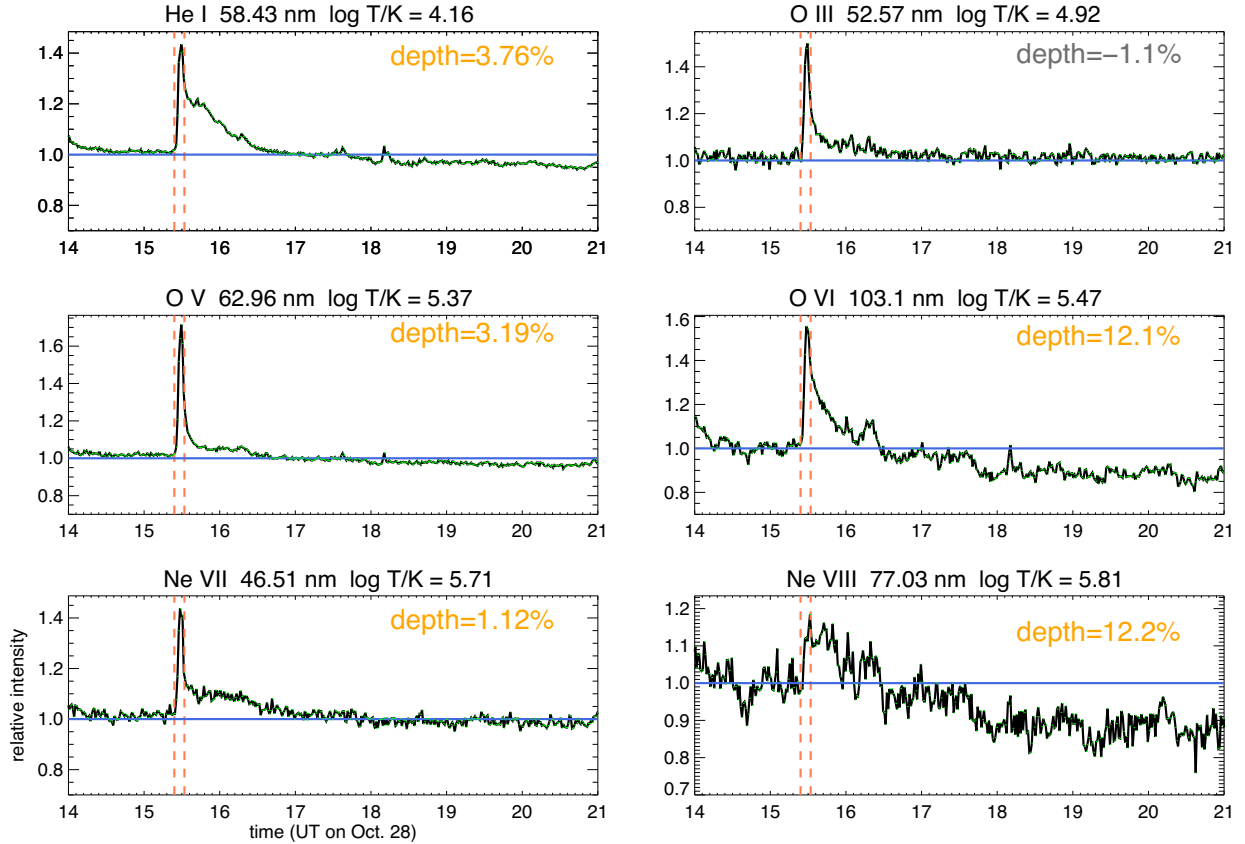 He I 58.43 nm log T/K = 4.16
depth=3.76%
1.4
1.2
1.0
0.8
14 15 16 17 18 19 20 21
O III 52.57 nm log T/K = 4.92
depth=−1.1%
1.4
1.2
1.0
0.8
14 15 16 17 18 19 20 21
O V 62.96 nm log T/K = 5.37
depth=3.19%
1.6
1.4
1.2
1.0
0.8
14 15 16 17 18 19 20 21
O VI 103.1 nm log T/K = 5.47
depth=12.1%
1.6
1.4
1.2
1.0
0.8
14 15 16 17 18 19 20 21
Ne VII 46.51 nm log T/K = 5.71
depth=1.12%
relative intensity
1.4
1.2
1.0
0.8
14 15 16 17 18 19 20 21
time (UT on Oct. 28)
Ne VIII 77.03 nm log T/K = 5.81
depth=12.2%
1.2
1.1
1.0
0.9
0.8
0.7
14 15 16 17 18 19 20 21